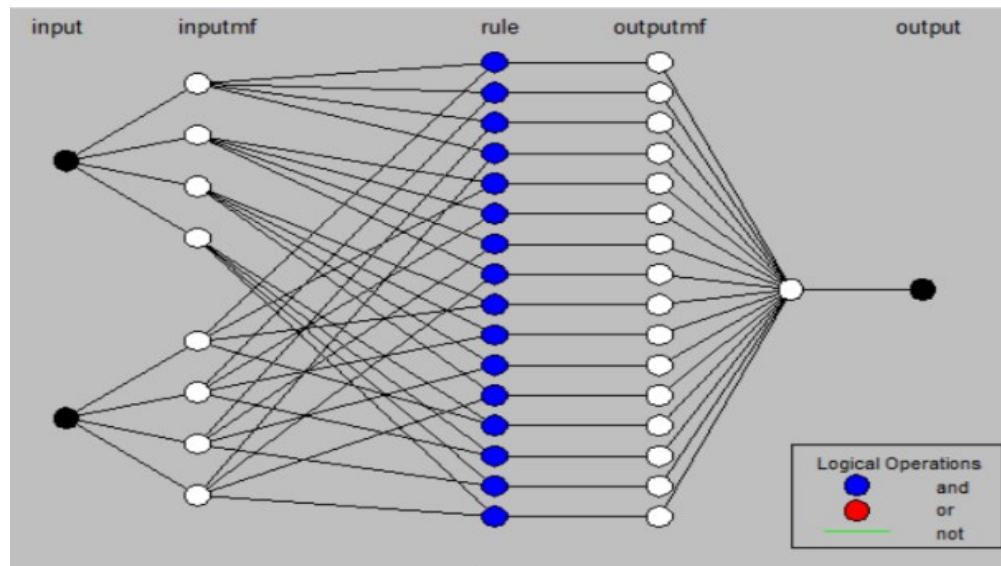 input inputmf rule outputmf output
Logical Operations
and
or
not